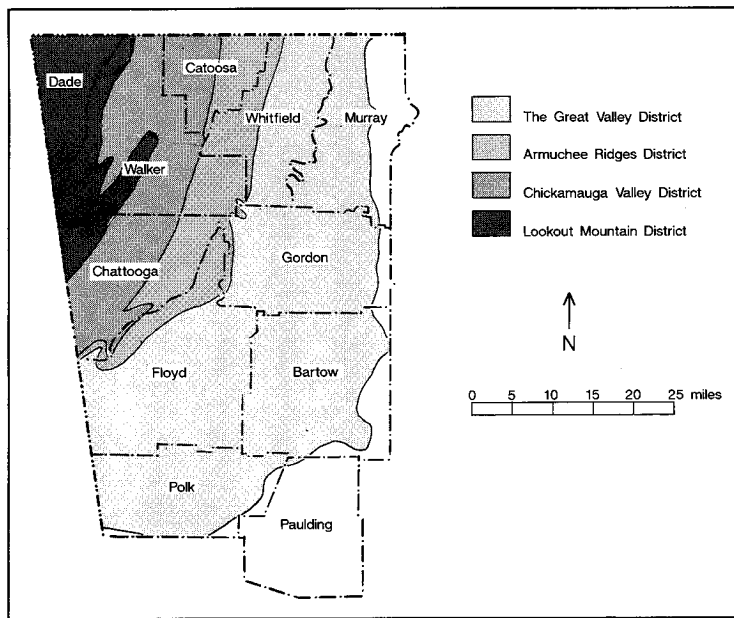 Dade
Catoosa
Whitfield
Murray
Walker
Chattooga
Gordon
Floyd
Bartow
Polk
Paulding
The Great Valley District
Armuchee Ridges District
Chickamauga Valley District
Lookout Mountain District
N
0 5 10 15 20 25 miles